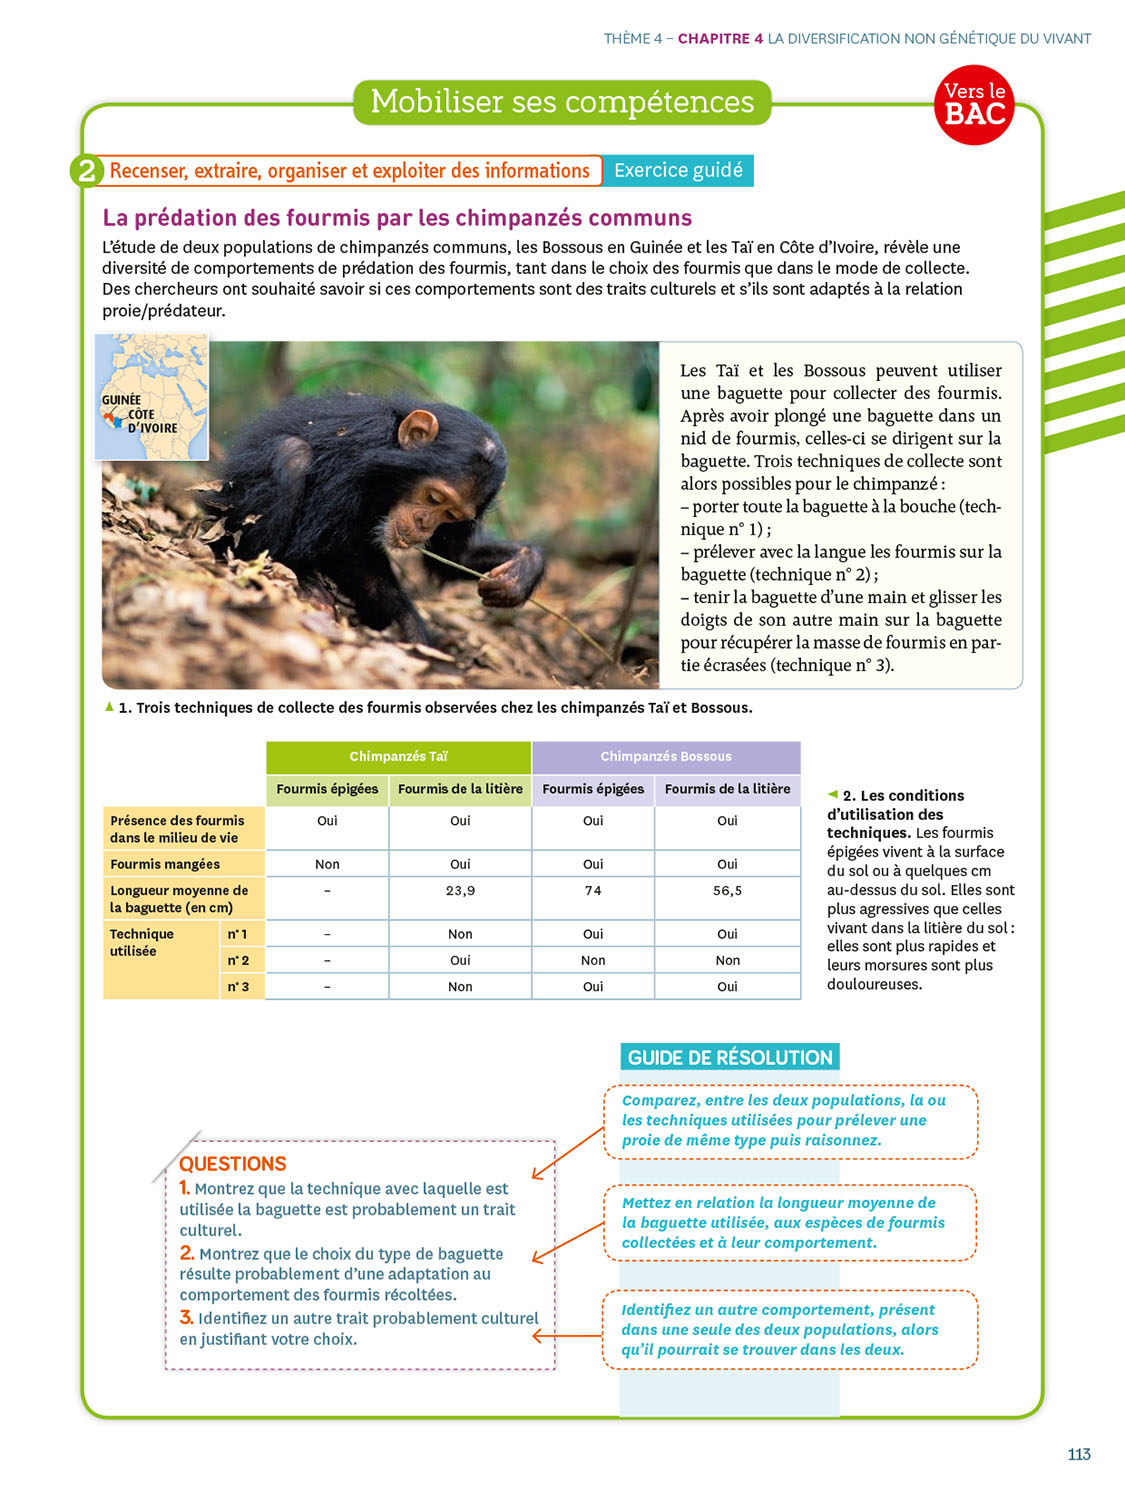 THÈME 4 – CHAPITRE 4 LA DIVERSIFICATION NON GÉNÉTIQUE DU VIVANT
Mobiliser ses compétences
Vers le
BAC
2 Recenser, extraire, organiser et exploiter des informations Exercice guidé
La prédation des fourmis par les chimpanzés communs
L'étude de deux populations de chimpanzés communs, les Bossous en Guinée et les Taï en Côte d'Ivoire, révèle une
diversité de comportements de prédation des fourmis, tant dans le choix des fourmis que dans le mode de collecte.
Des chercheurs ont souhaité savoir si ces comportements sont des traits culturels et s'ils sont adaptés à la relation
proie/prédateur.
GUINÉE
CÔTE
D'IVOIRE
Les Taï et les Bossous peuvent utiliser
une baguette pour collecter des fourmis.
Après avoir plongé une baguette dans un
nid de fourmis, celles-ci se dirigent sur la
baguette. Trois techniques de collecte sont
alors possibles pour le chimpanzé :
– porter toute la baguette à la bouche (tech-
nique n° 1) ;
– prélever avec la langue les fourmis sur la
baguette (technique n° 2) ;
– tenir la baguette d'une main et glisser les
doigts de son autre main sur la baguette
pour récupérer la masse de fourmis en par-
tie écrasées (technique n° 3).
1. Trois techniques de collecte des fourmis observées chez les chimpanzés Taï et Bossous.
Chimpanzés Taï Chimpanzés Bossous
Fourmis épigées Fourmis de la litière Fourmis épigées Fourmis de la litière
Présence des fourmis
dans le milieu de vie Oui Oui Oui Oui
Fourmis mangées Non Oui Oui Oui
Longueur moyenne de
la baguette (en cm) – 23,9 74 56,5
Technique
utilisée
n° 1 – Non Oui Oui
n° 2 – Oui Non Non
n° 3 – Non Oui Oui
2. Les conditions
d'utilisation des
techniques. Les fourmis
épigées vivent à la surface
du sol ou à quelques cm
au-dessus du sol. Elles sont
plus agressives que celles
vivant dans la litière du sol :
elles sont plus rapides et
leurs morsures sont plus
douloureuses.
GUIDE DE RÉSOLUTION
Comparez, entre les deux populations, la ou
les techniques utilisées pour prélever une
proie de même type puis raisonnez.
Mettez en relation la longueur moyenne de
la baguette utilisée, aux espèces de fourmis
collectées et à leur comportement.
Identifiez un autre comportement, présent
dans une seule des deux populations, alors
qu'il pourrait se trouver dans les deux.
QUESTIONS
1. Montrez que la technique avec laquelle est
utilisée la baguette est probablement un trait
culturel.
2. Montrez que le choix du type de baguette
résulte probablement d'une adaptation au
comportement des fourmis récoltées.
3. Identifiez un autre trait probablement culturel
en justifiant votre choix.
113